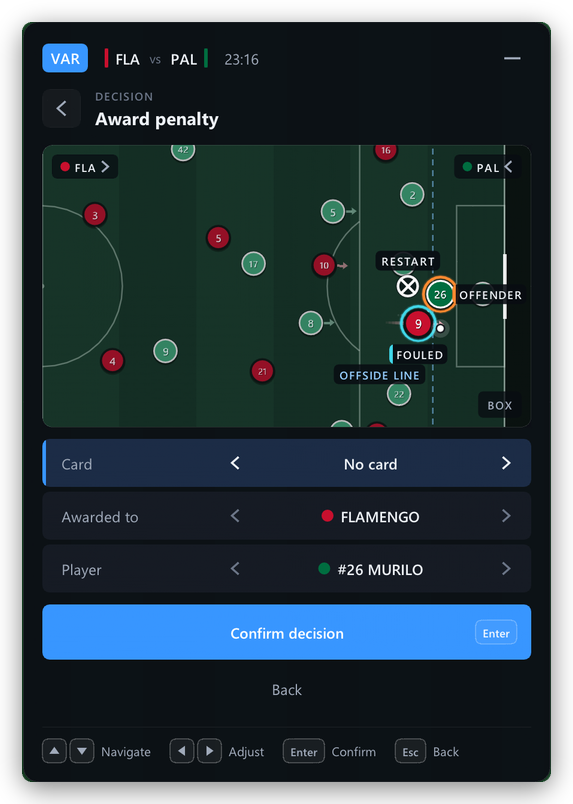 VAR FLA vs PAL 23:16
DECISION
Award penalty
42
16
FLA
PAL
2
5
3
5
17
10
RESTART
26
OFFENDER
8
9
FOULED
9
4
21
OFFSIDE LINE
22
BOX
Card No card
Awarded to FLAMENGO
Player #26 MURILO
Confirm decision Enter
Back
Navigate Adjust Enter Confirm Esc Back